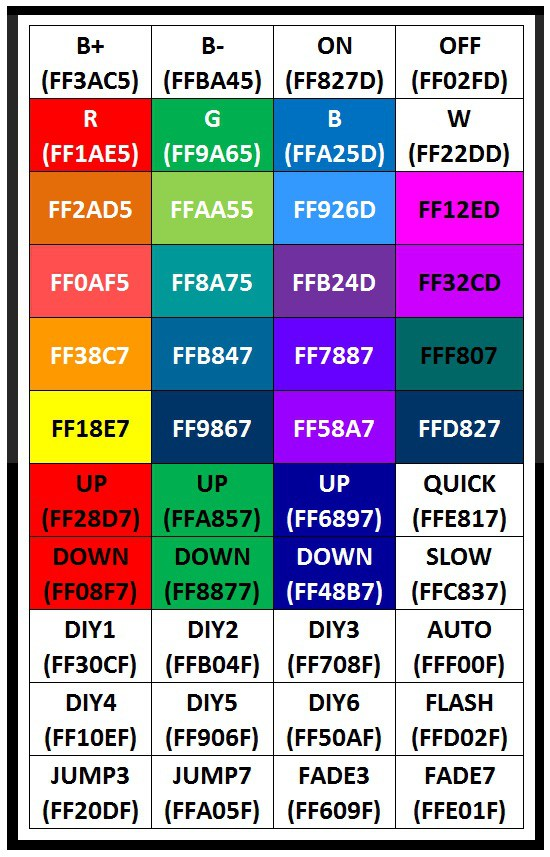 B+ B- ON OFF
(FF3AC5) (FFBA45) (FF827D) (FF02FD)
R G B W
(FF1AE5) (FF9A65) (FFA25D) (FF22DD)
FF2AD5 FFAA55 FF926D FF12ED
FF0AF5 FF8A75 FFB24D FF32CD
FF38C7 FFB847 FF7887 FFF807
FF18E7 FF9867 FF58A7 FFD827
UP UP UP QUICK
(FF28D7) (FFA857) (FF6897) (FFE817)
DOWN DOWN DOWN SLOW
(FF08F7) (FF8877) (FF48B7) (FFC837)
DIY1 DIY2 DIY3 AUTO
(FF30CF) (FFB04F) (FF708F) (FFF00F)
DIY4 DIY5 DIY6 FLASH
(FF10EF) (FF906F) (FF50AF) (FFD02F)
JUMP3 JUMP7 FADE3 FADE7
(FF20DF) (FFA05F) (FF609F) (FFE01F)